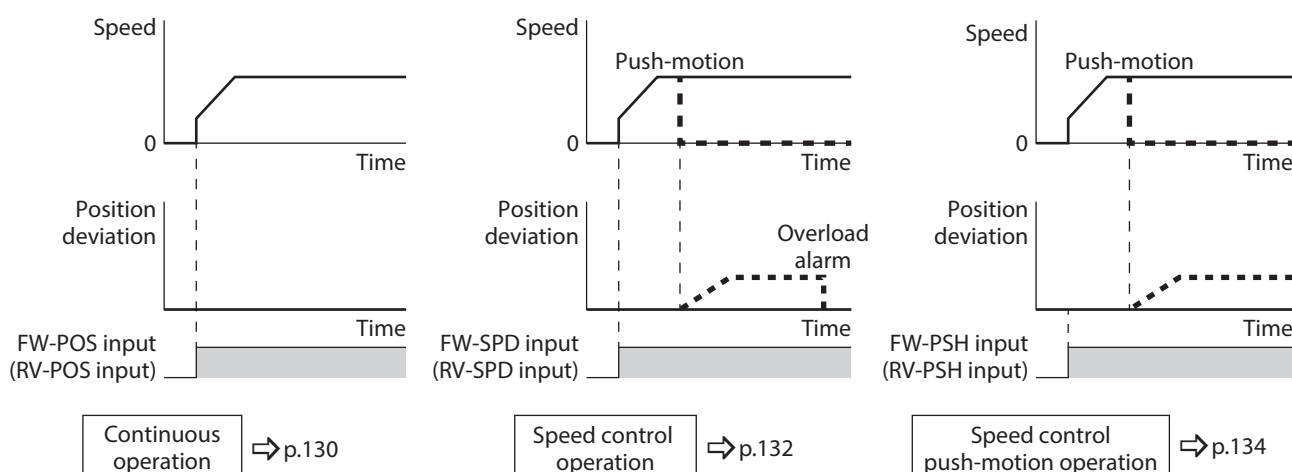 Speed
0
Time
Position
deviation
Time
FW-POS input
(RV-POS input)
Continuous
operation
p.130
Speed
Push-motion
0
Time
Position
deviation
Overload
alarm
Time
FW-SPD input
(RV-SPD input)
Speed control
operation
p.132
Speed
Push-motion
0
Time
Position
deviation
Time
FW-PSH input
(RV-PSH input)
Speed control
push-motion operation
p.134